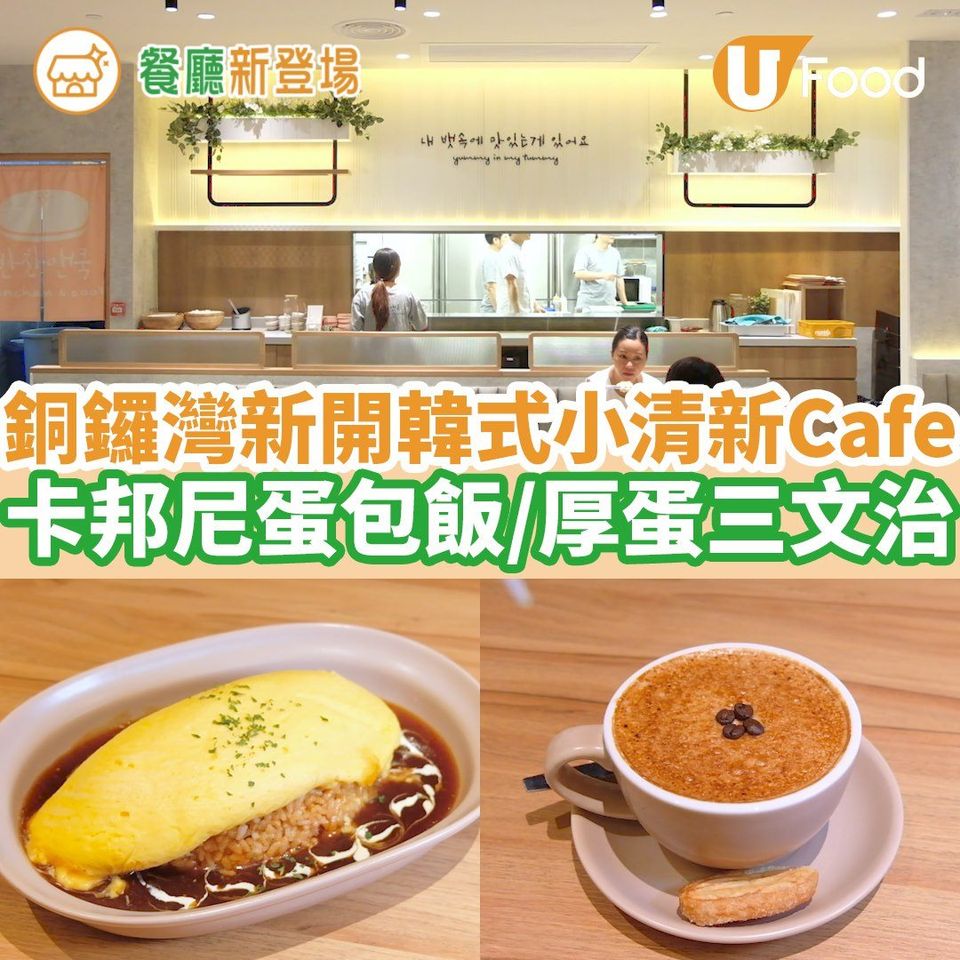 餐廳新登場
U Food
내 뱃속에 맛있는게 있어요
yummy in my tummy
銅鑼灣新開韓式小清新Cafe
卡邦尼蛋包飯/厚蛋三文治